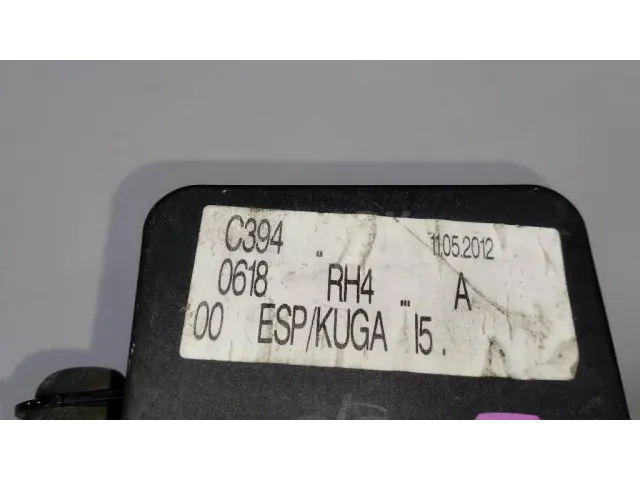 C394 .. 11.05.2012
0618 RH4 ... A
00 ESP/KUGA I5 .